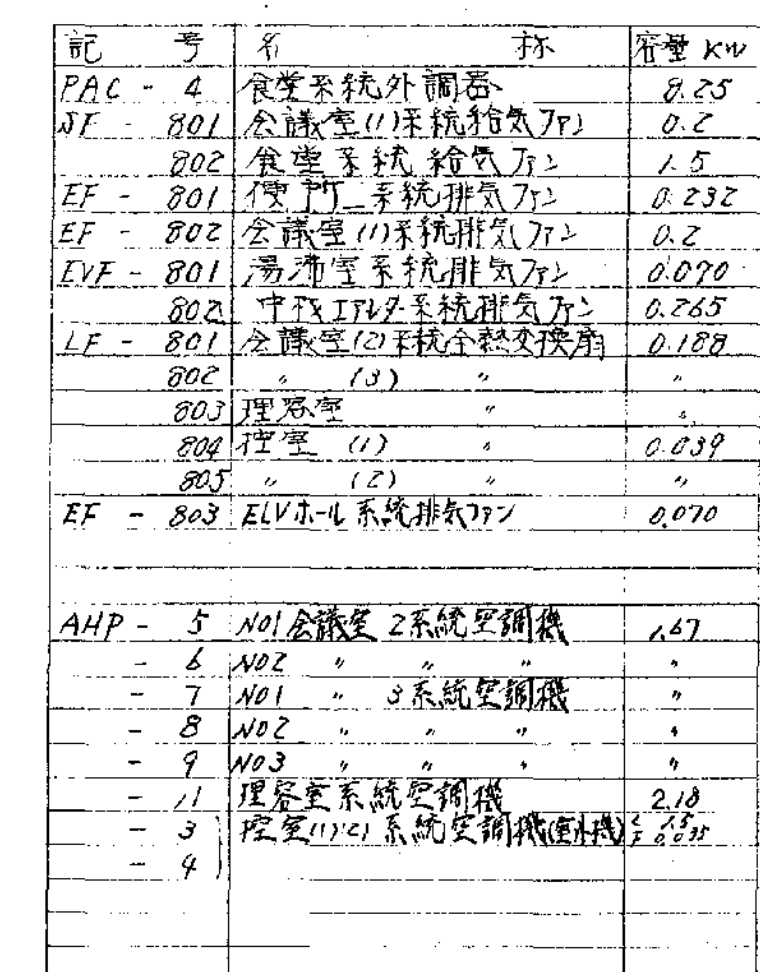 記 号 名 称 容量 KW
PAC - 4 食堂系統外調器 8.25
SF - 801 会議室(1)系統給気ファン 0.2
802 食堂系統給気ファン 1.5
EF - 801 便所 系統排気ファン 0.232
EF - 802 会議室(1)系統排気ファン 0.2
EVF - 801 湯沸室系統排気ファン 0.070
802 系統排気ファン 0.265
LF - 801 会議室(2)系統全熱交換扇 0.188
802 〃 (3) 〃 〃
803 理容室 〃 〃
804 控室 (1) 〃 0.039
805 〃 (2) 〃 〃
EF - 803 ELVホール系統排気ファン 0.070
AHP - 5 NO1会議室 2系統空調機 1.67
- 6 NO2 〃 〃 〃 〃
- 7 NO1 〃 3系統空調機 〃
- 8 NO2 〃 〃 〃 〃
- 9 NO3 〃 〃 〃 〃
- 11 理容室系統空調機 2.18
- 3 控室(1)(2)系統空調機(室外機) 1.5 0.035
- 4